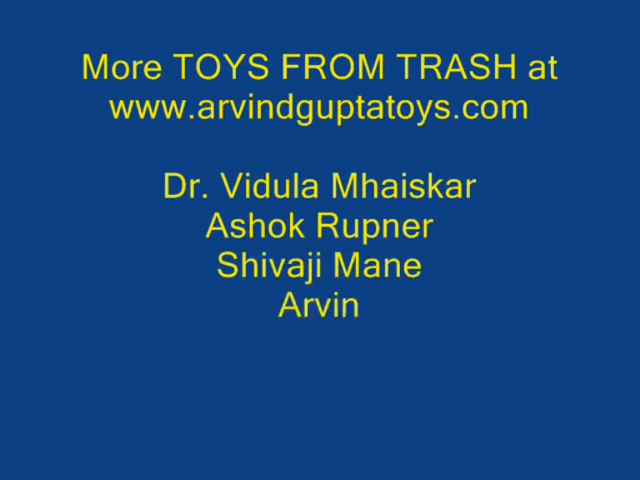 More TOYS FROM TRASH at
www.arvindguptatoys.com
Dr. Vidula Mhaiskar
Ashok Rupner
Shivaji Mane
Arvin